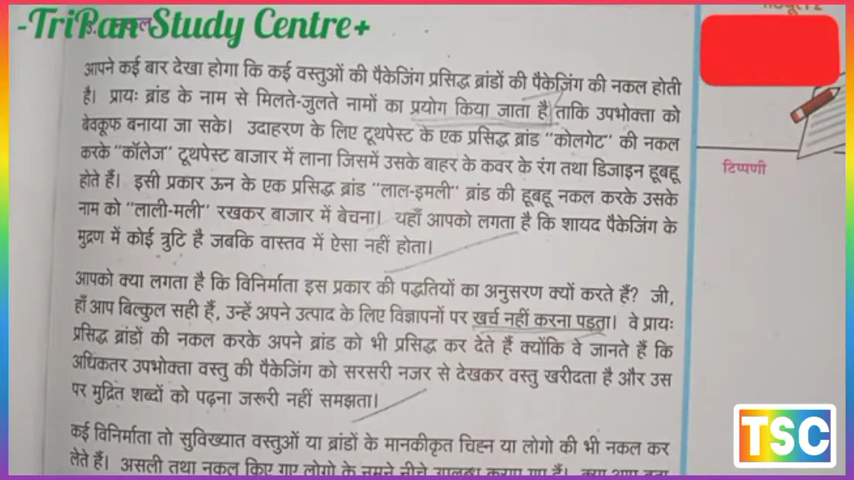 -TriPan Study Centre+
आपने कई बार देखा होगा कि कई वस्तुओं की पैकेजिंग प्रसिद्ध ब्रांडों की पैकेजिंग की नकल होती
है। प्रायः ब्रांड के नाम से मिलते-जुलते नामों का प्रयोग किया जाता है ताकि उपभोक्ता को
बेवकूफ बनाया जा सके। उदाहरण के लिए टूथपेस्ट के एक प्रसिद्ध ब्रांड "कोलगेट" की नकल
करके "कॉलेज" टूथपेस्ट बाजार में लाना जिसमें उसके बाहर के कवर के रंग तथा डिजाइन हूबहू
होते हैं। इसी प्रकार ऊन के एक प्रसिद्ध ब्रांड "लाल-इमली" ब्रांड की हूबहू नकल करके उसके
नाम को "लाली-मली" रखकर बाजार में बेचना। यहाँ आपको लगता है कि शायद पैकेजिंग के
मुद्रण में कोई त्रुटि है जबकि वास्तव में ऐसा नहीं होता।
आपको क्या लगता है कि विनिर्माता इस प्रकार की पद्धतियों का अनुसरण क्यों करते हैं? जी,
हाँ आप बिल्कुल सही हैं, उन्हें अपने उत्पाद के लिए विज्ञापनों पर खर्च नहीं करना पड़ता। वे प्रायः
प्रसिद्ध ब्रांडों की नकल करके अपने ब्रांड को भी प्रसिद्ध कर देते हैं क्योंकि वे जानते हैं कि
अधिकतर उपभोक्ता वस्तु की पैकेजिंग को सरसरी नजर से देखकर वस्तु खरीदता है और उस
पर मुद्रित शब्दों को पढ़ना जरूरी नहीं समझता।
कई विनिर्माता तो सुविख्यात वस्तुओं या ब्रांडों के मानकीकृत चिह्न या लोगो की भी नकल कर
लेते हैं। असली तथा नकल किए गए लोगो के नमूने नीचे
टिप्पणी
TSC